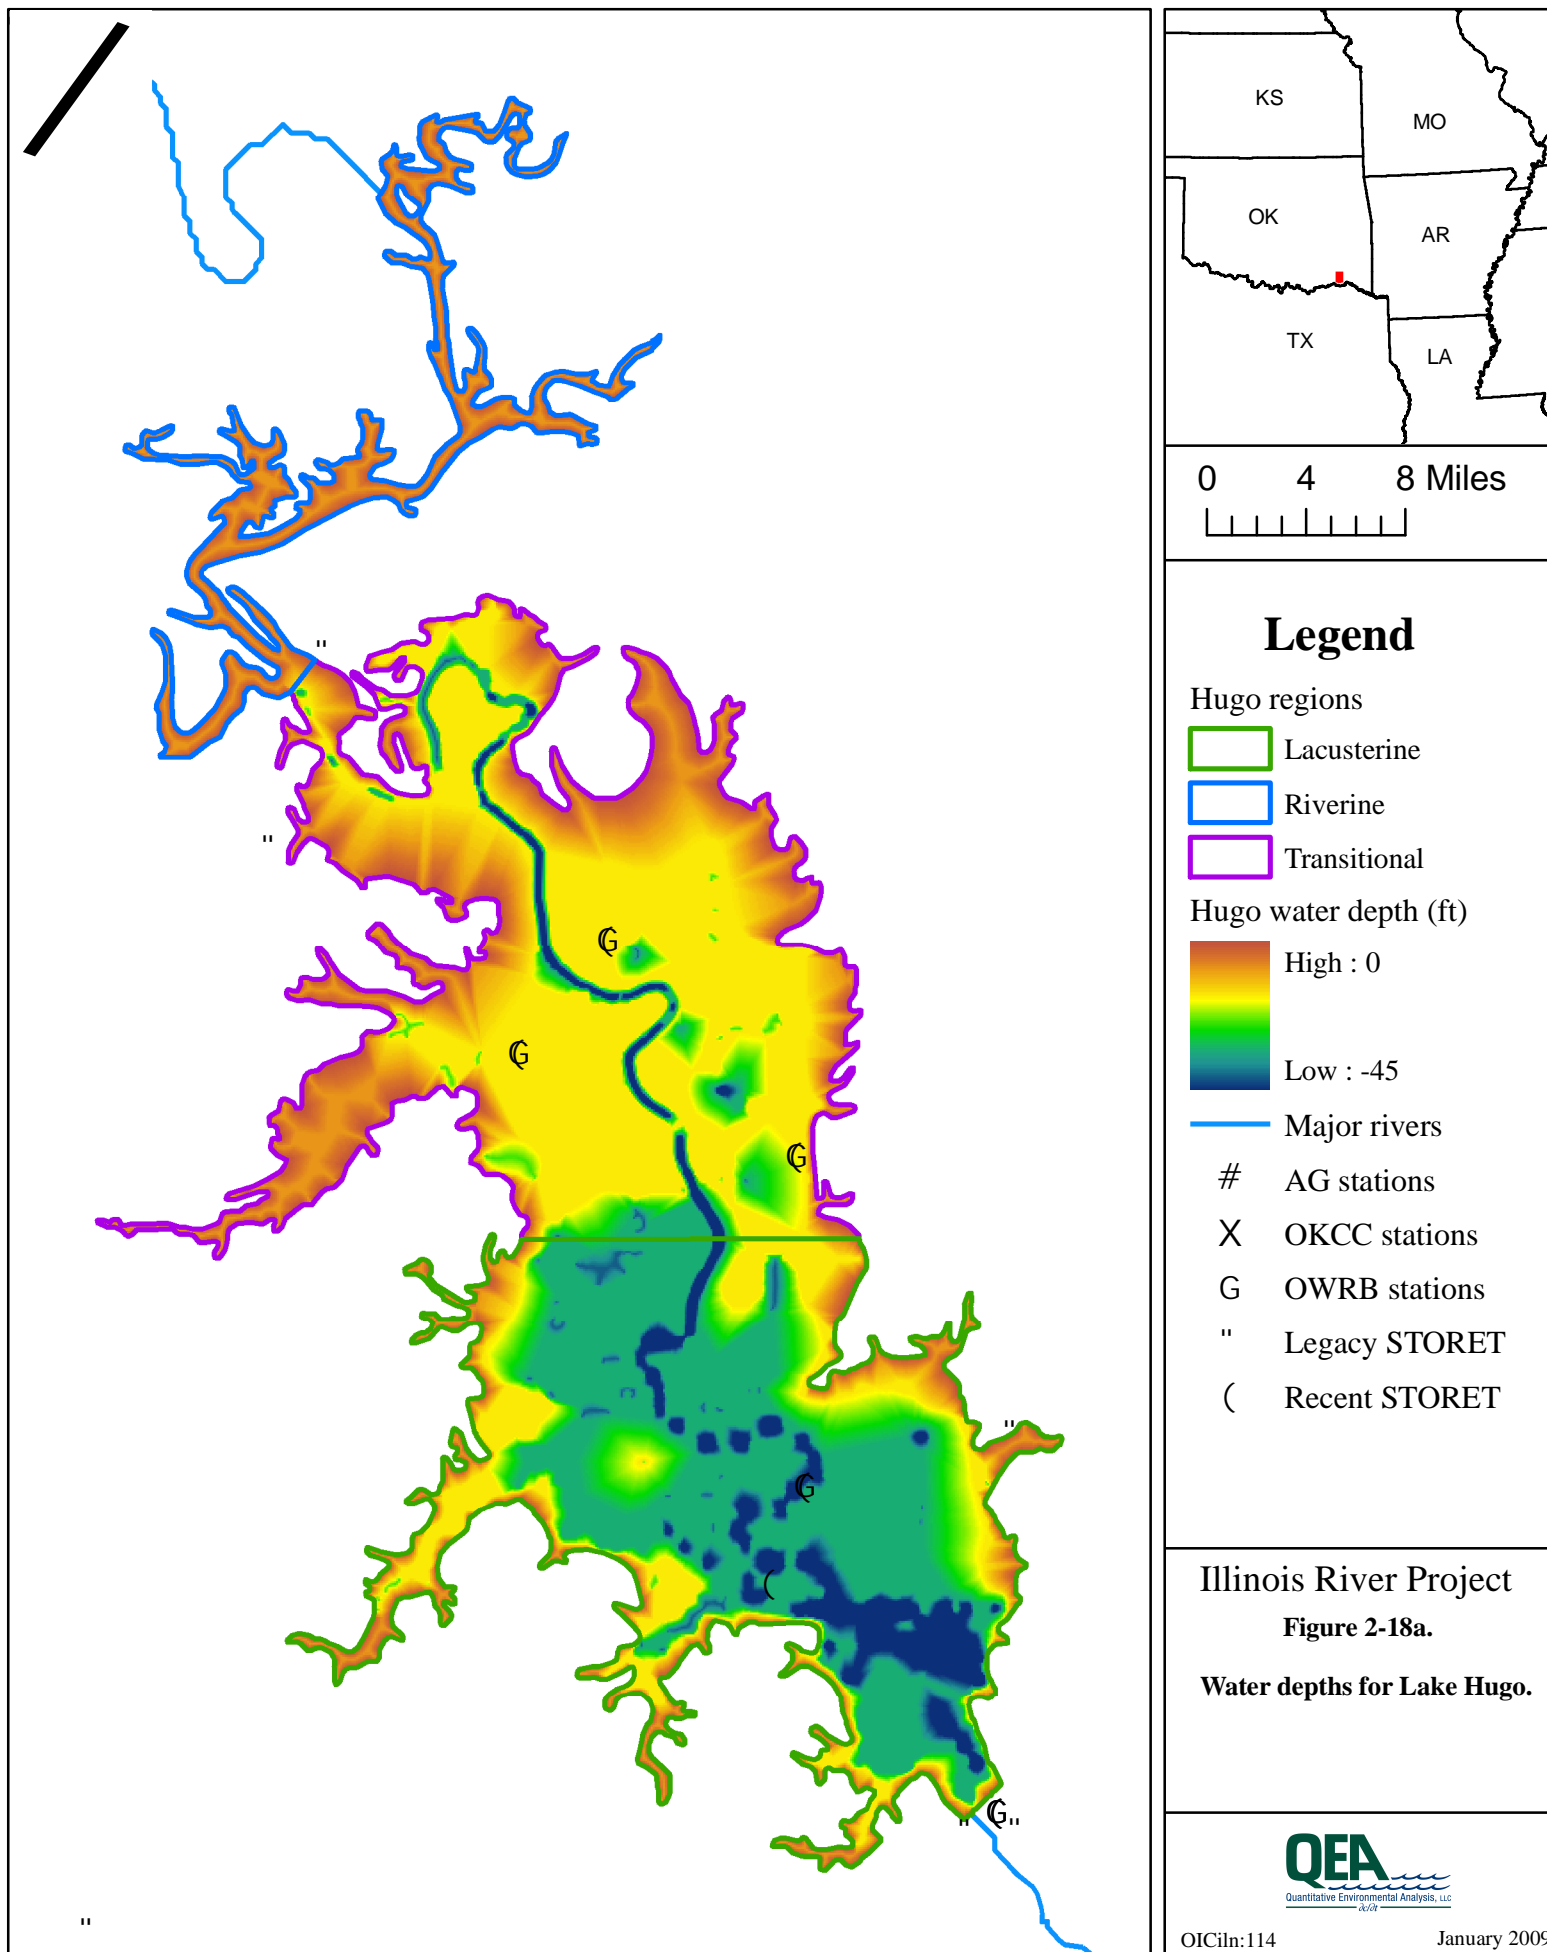 KS
MO
OK
AR
TX
LA
0 4 8 Miles
Legend
Hugo regions
Lacusterine
Riverine
Transitional
Hugo water depth (ft)
High : 0
Low : -45
Major rivers
# AG stations
X OKCC stations
G OWRB stations
" Legacy STORET
( Recent STORET
"
"
(G
(G
(G
"
(G
(
(G
" "
"
Illinois River Project
Figure 2-18a.
Water depths for Lake Hugo.
QEA
Quantitative Environmental Analysis, LLC
dc/dt
OICiln:114 January 2009